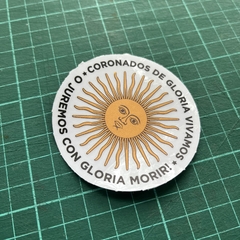 CORONADOS DE GLORIA VIVAMOS
O JUREMOS CON GLORIA MORIR!